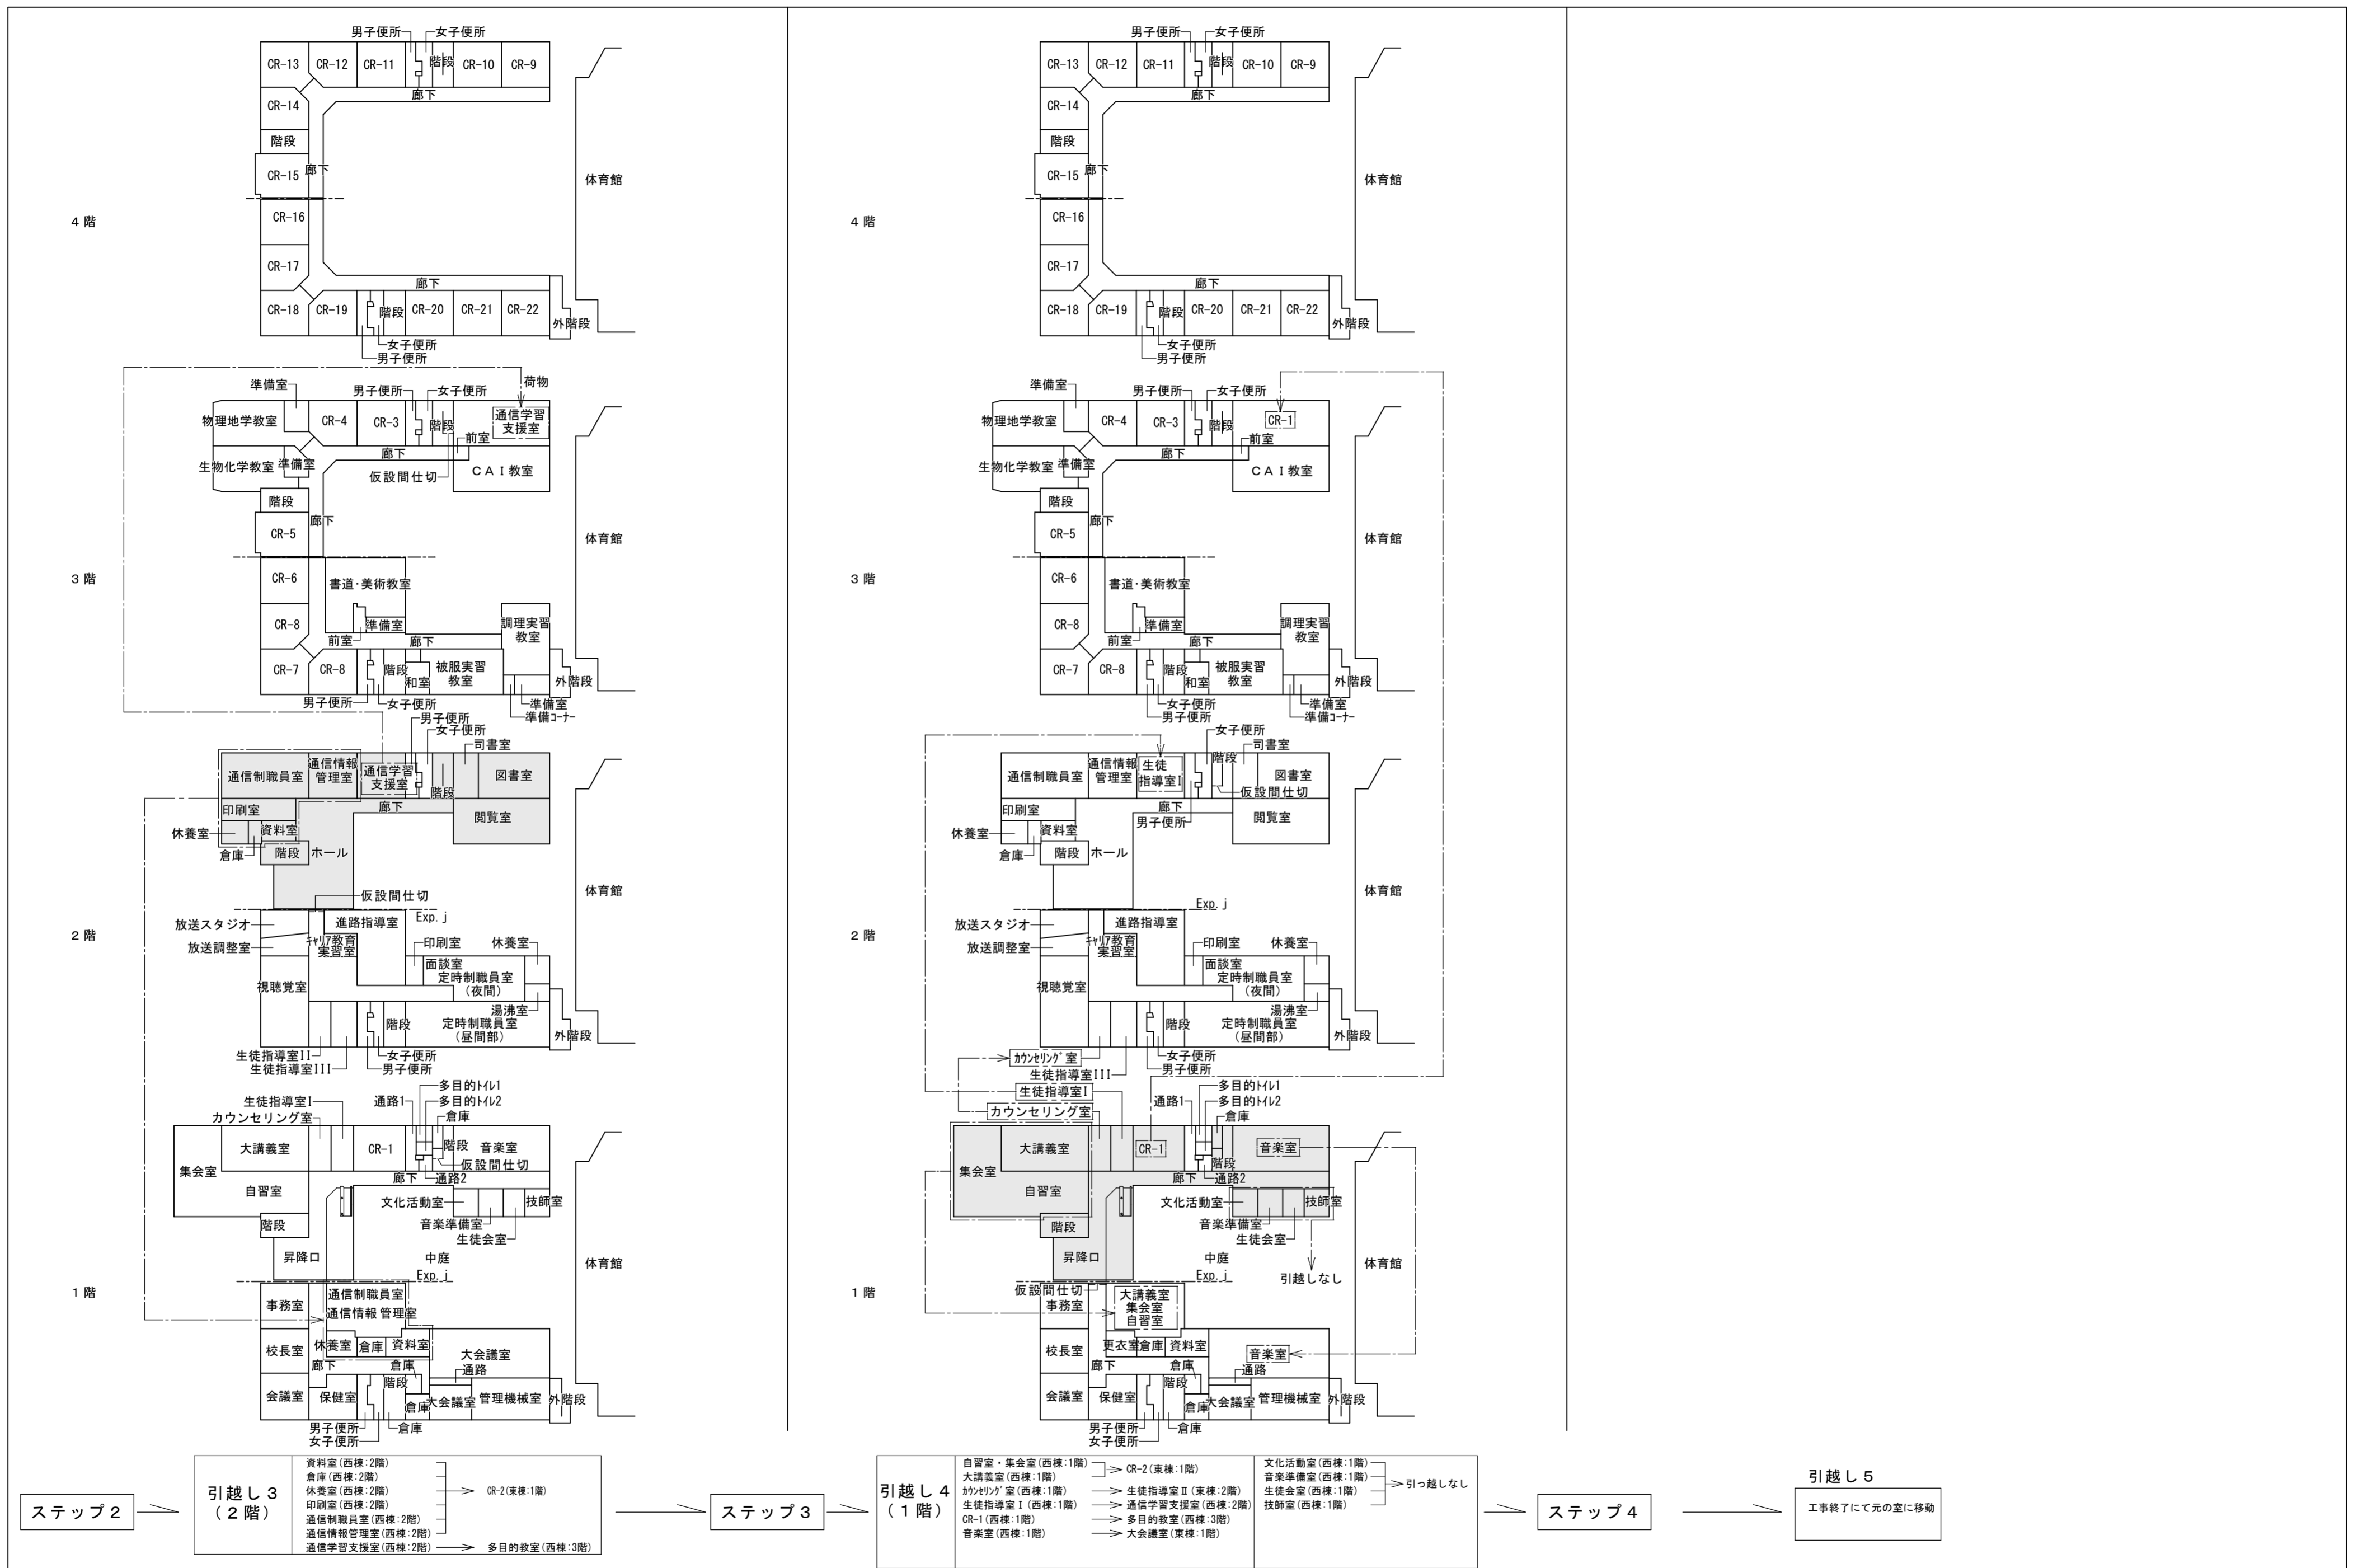 男子便所
女子便所
CR-13
CR-12
CR-11
階段
CR-10
CR-9
廊下
CR-14
階段
CR-15
廊下
体育館
4階
CR-16
CR-17
廊下
CR-18
CR-19
階段
CR-20
CR-21
CR-22
外階段
女子便所
男子便所
荷物
準備室
男子便所
女子便所
通信学習
支援室
物理地学教室
CR-4
CR-3
階段
前室
廊下
生物化学教室
準備室
仮設間仕切
CAI教室
階段
廊下
CR-5
体育館
3階
CR-6
書道・美術教室
CR-8
準備室
調理実習
教室
前室
廊下
CR-7
CR-8
階段
和室
被服実習
教室
外階段
男子便所
女子便所
準備室
準備コーナー
男子便所
女子便所
司書室
通信制職員室
通信情報
管理室
通信学習
支援室
階段
図書室
印刷室
廊下
閲覧室
休養室
資料室
倉庫
階段
ホール
体育館
仮設間仕切
Exp.j
放送スタジオ
進路指導室
放送調整室
キャリア教育
実習室
印刷室
休養室
2階
面談室
視聴覚室
定時制職員室
(夜間)
湯沸室
階段
定時制職員室
(昼間部)
外階段
生徒指導室II
女子便所
生徒指導室III
男子便所
多目的トイレ1
生徒指導室I
通路1
多目的トイレ2
カウンセリング室
倉庫
大講義室
CR-1
階段
音楽室
仮設間仕切
集会室
廊下
通路2
自習室
文化活動室
技師室
音楽準備室
階段
生徒会室
昇降口
中庭
体育館
Exp.j
1階
事務室
通信制職員室
通信情報管理室
校長室
休養室
倉庫
資料室
大会議室
廊下
倉庫
通路
会議室
保健室
階段
倉庫
大会議室
管理機械室
外階段
男子便所
倉庫
女子便所
男子便所
女子便所
CR-13
CR-12
CR-11
階段
CR-10
CR-9
廊下
CR-14
階段
CR-15
廊下
体育館
4階
CR-16
CR-17
廊下
CR-18
CR-19
階段
CR-20
CR-21
CR-22
外階段
女子便所
男子便所
準備室
男子便所
女子便所
物理地学教室
CR-4
CR-3
階段
CR-1
前室
廊下
生物化学教室
準備室
CAI教室
階段
廊下
CR-5
体育館
3階
CR-6
書道・美術教室
CR-8
準備室
調理実習
教室
前室
廊下
CR-7
CR-8
階段
和室
被服実習
教室
外階段
女子便所
男子便所
準備室
準備コーナー
女子便所
司書室
通信制職員室
通信情報
管理室
生徒
指導室I
階段
図書室
仮設間仕切
印刷室
廊下
男子便所
閲覧室
休養室
資料室
倉庫
階段
ホール
体育館
Exp.j
放送スタジオ
進路指導室
放送調整室
キャリア教育
実習室
印刷室
休養室
2階
面談室
視聴覚室
定時制職員室
(夜間)
湯沸室
階段
定時制職員室
(昼間部)
外階段
カウンセリング室
女子便所
生徒指導室III
男子便所
生徒指導室I
多目的トイレ1
通路1
多目的トイレ2
カウンセリング室
倉庫
大講義室
CR-1
音楽室
階段
集会室
廊下
通路2
自習室
文化活動室
技師室
音楽準備室
階段
生徒会室
昇降口
中庭
体育館
Exp.j
引越しなし
仮設間仕切
1階
事務室
大講義室
集会室
自習室
校長室
更衣室
倉庫
資料室
音楽室
廊下
倉庫
通路
会議室
保健室
階段
倉庫
大会議室
管理機械室
外階段
男子便所
倉庫
女子便所
ステップ2
引越し3
(2階)
資料室(西棟:2階)
倉庫(西棟:2階)
休養室(西棟:2階)
印刷室(西棟:2階)
通信制職員室(西棟:2階)
通信情報管理室(西棟:2階)
CR-2(東棟:1階)
通信学習支援室(西棟:2階)
多目的教室(西棟:3階)
ステップ3
引越し4
(1階)
自習室・集会室(西棟:1階)
大講義室(西棟:1階)
CR-2(東棟:1階)
カウンセリング室(西棟:1階)
生徒指導室Ⅱ(東棟:2階)
生徒指導室Ⅰ(西棟:1階)
通信学習支援室(西棟:2階)
CR-1(西棟:1階)
多目的教室(西棟:3階)
音楽室(西棟:1階)
大会議室(東棟:1階)
文化活動室(西棟:1階)
音楽準備室(西棟:1階)
生徒会室(西棟:1階)
技師室(西棟:1階)
引っ越しなし
ステップ4
引越し5
工事終了にて元の室に移動